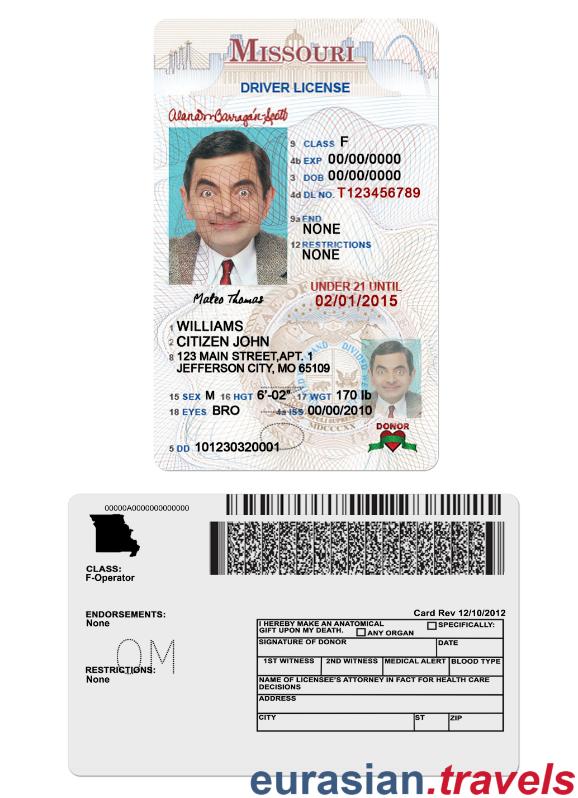 MISSOURI
DRIVER LICENSE
9 CLASS F
4b EXP 00/00/0000
3 DOB 00/00/0000
4d DL NO. T123456789
9a END
NONE
12 RESTRICTIONS
NONE
Mateo Thomas
UNDER 21 UNTIL
02/01/2015
1 WILLIAMS
2 CITIZEN JOHN
8 123 MAIN STREET,APT. 1
JEFFERSON CITY, MO 65109
15 SEX M 16 HGT 6'-02" 17 WGT 170 lb
18 EYES BRO 4a ISS 00/00/2010
DONOR
5 DD 101230320001
00000A0000000000000
CLASS:
F-Operator
ENDORSEMENTS:
None
OM
RESTRICTIONS:
None
Card Rev 12/10/2012
I HEREBY MAKE AN ANATOMICAL
GIFT UPON MY DEATH. ANY ORGAN SPECIFICALLY:
SIGNATURE OF DONOR DATE
1ST WITNESS 2ND WITNESS MEDICAL ALERT BLOOD TYPE
NAME OF LICENSEE'S ATTORNEY IN FACT FOR HEALTH CARE
DECISIONS
ADDRESS
CITY ST ZIP
eurasian.travels